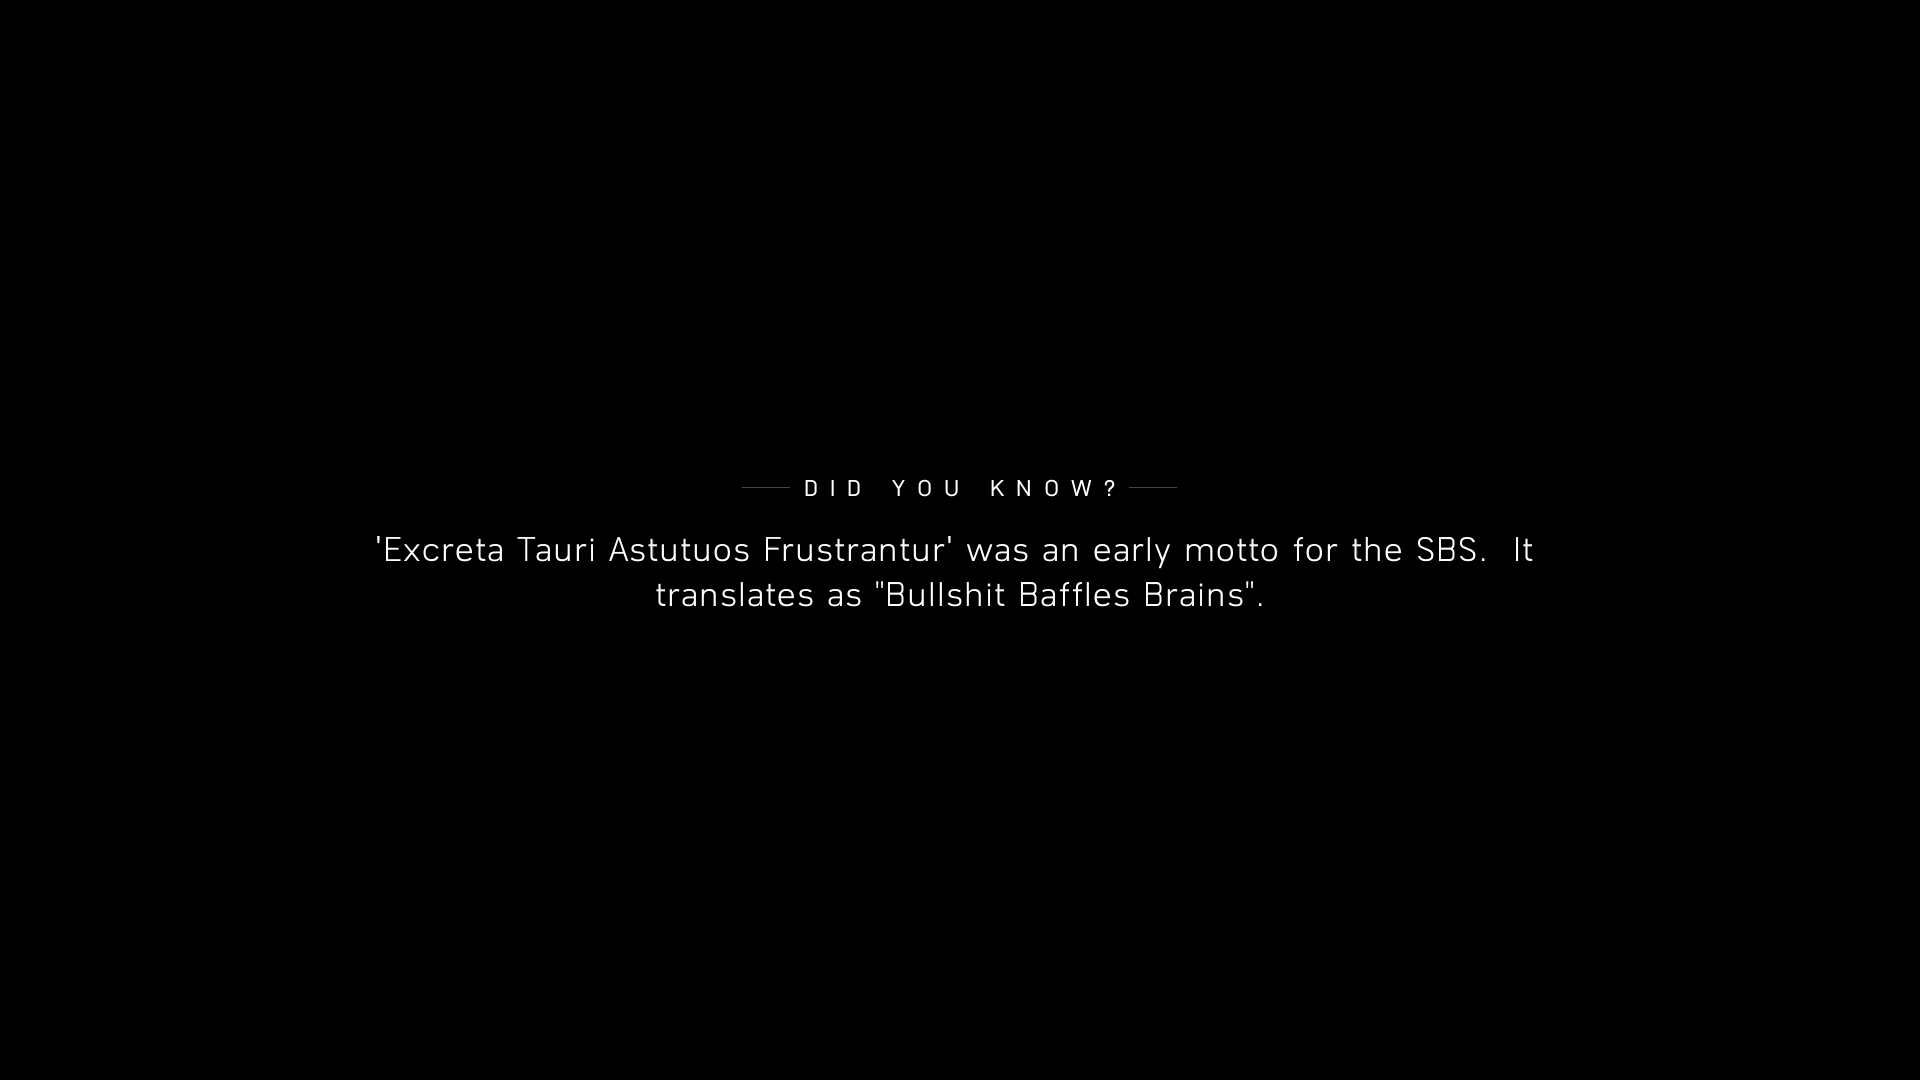 DID YOU KNOW?
'Excreta Tauri Astutuos Frustrantur' was an early motto for the SBS.  It
translates as "Bullshit Baffles Brains".